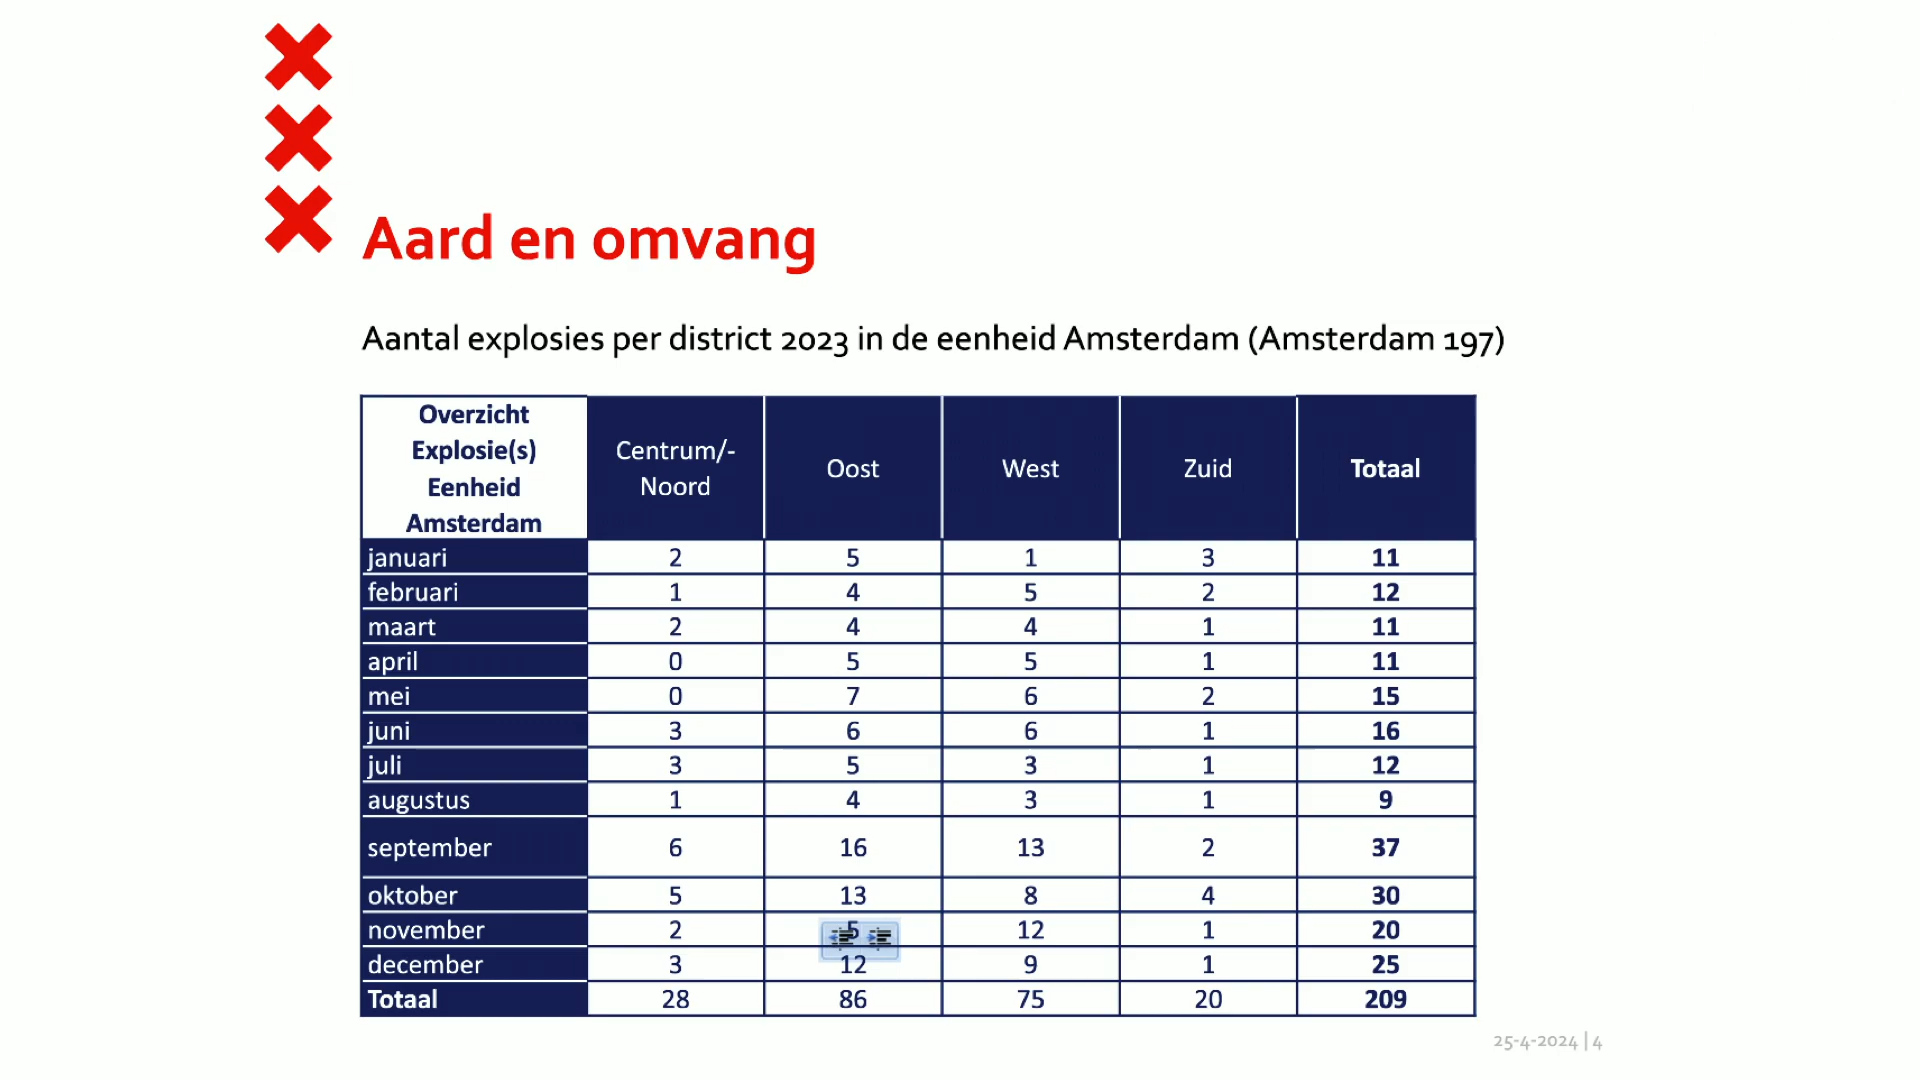 Aard en omvang
Aantal explosies per district 2023 in de eenheid Amsterdam (Amsterdam 197)
Overzicht
Explosie(s)
Eenheid
Amsterdam
Centrum/-
Noord
Oost
West
Zuid
Totaal
januari 2 5 1 3 11
februari 1 4 5 2 12
maart 2 4 4 1 11
april 0 5 5 1 11
mei 0 7 6 2 15
juni 3 6 6 1 16
juli 3 5 3 1 12
augustus 1 4 3 1 9
september 6 16 13 2 37
oktober 5 13 8 4 30
november 2 5 12 1 20
december 3 12 9 1 25
Totaal 28 86 75 20 209
25-4-2024 | 4